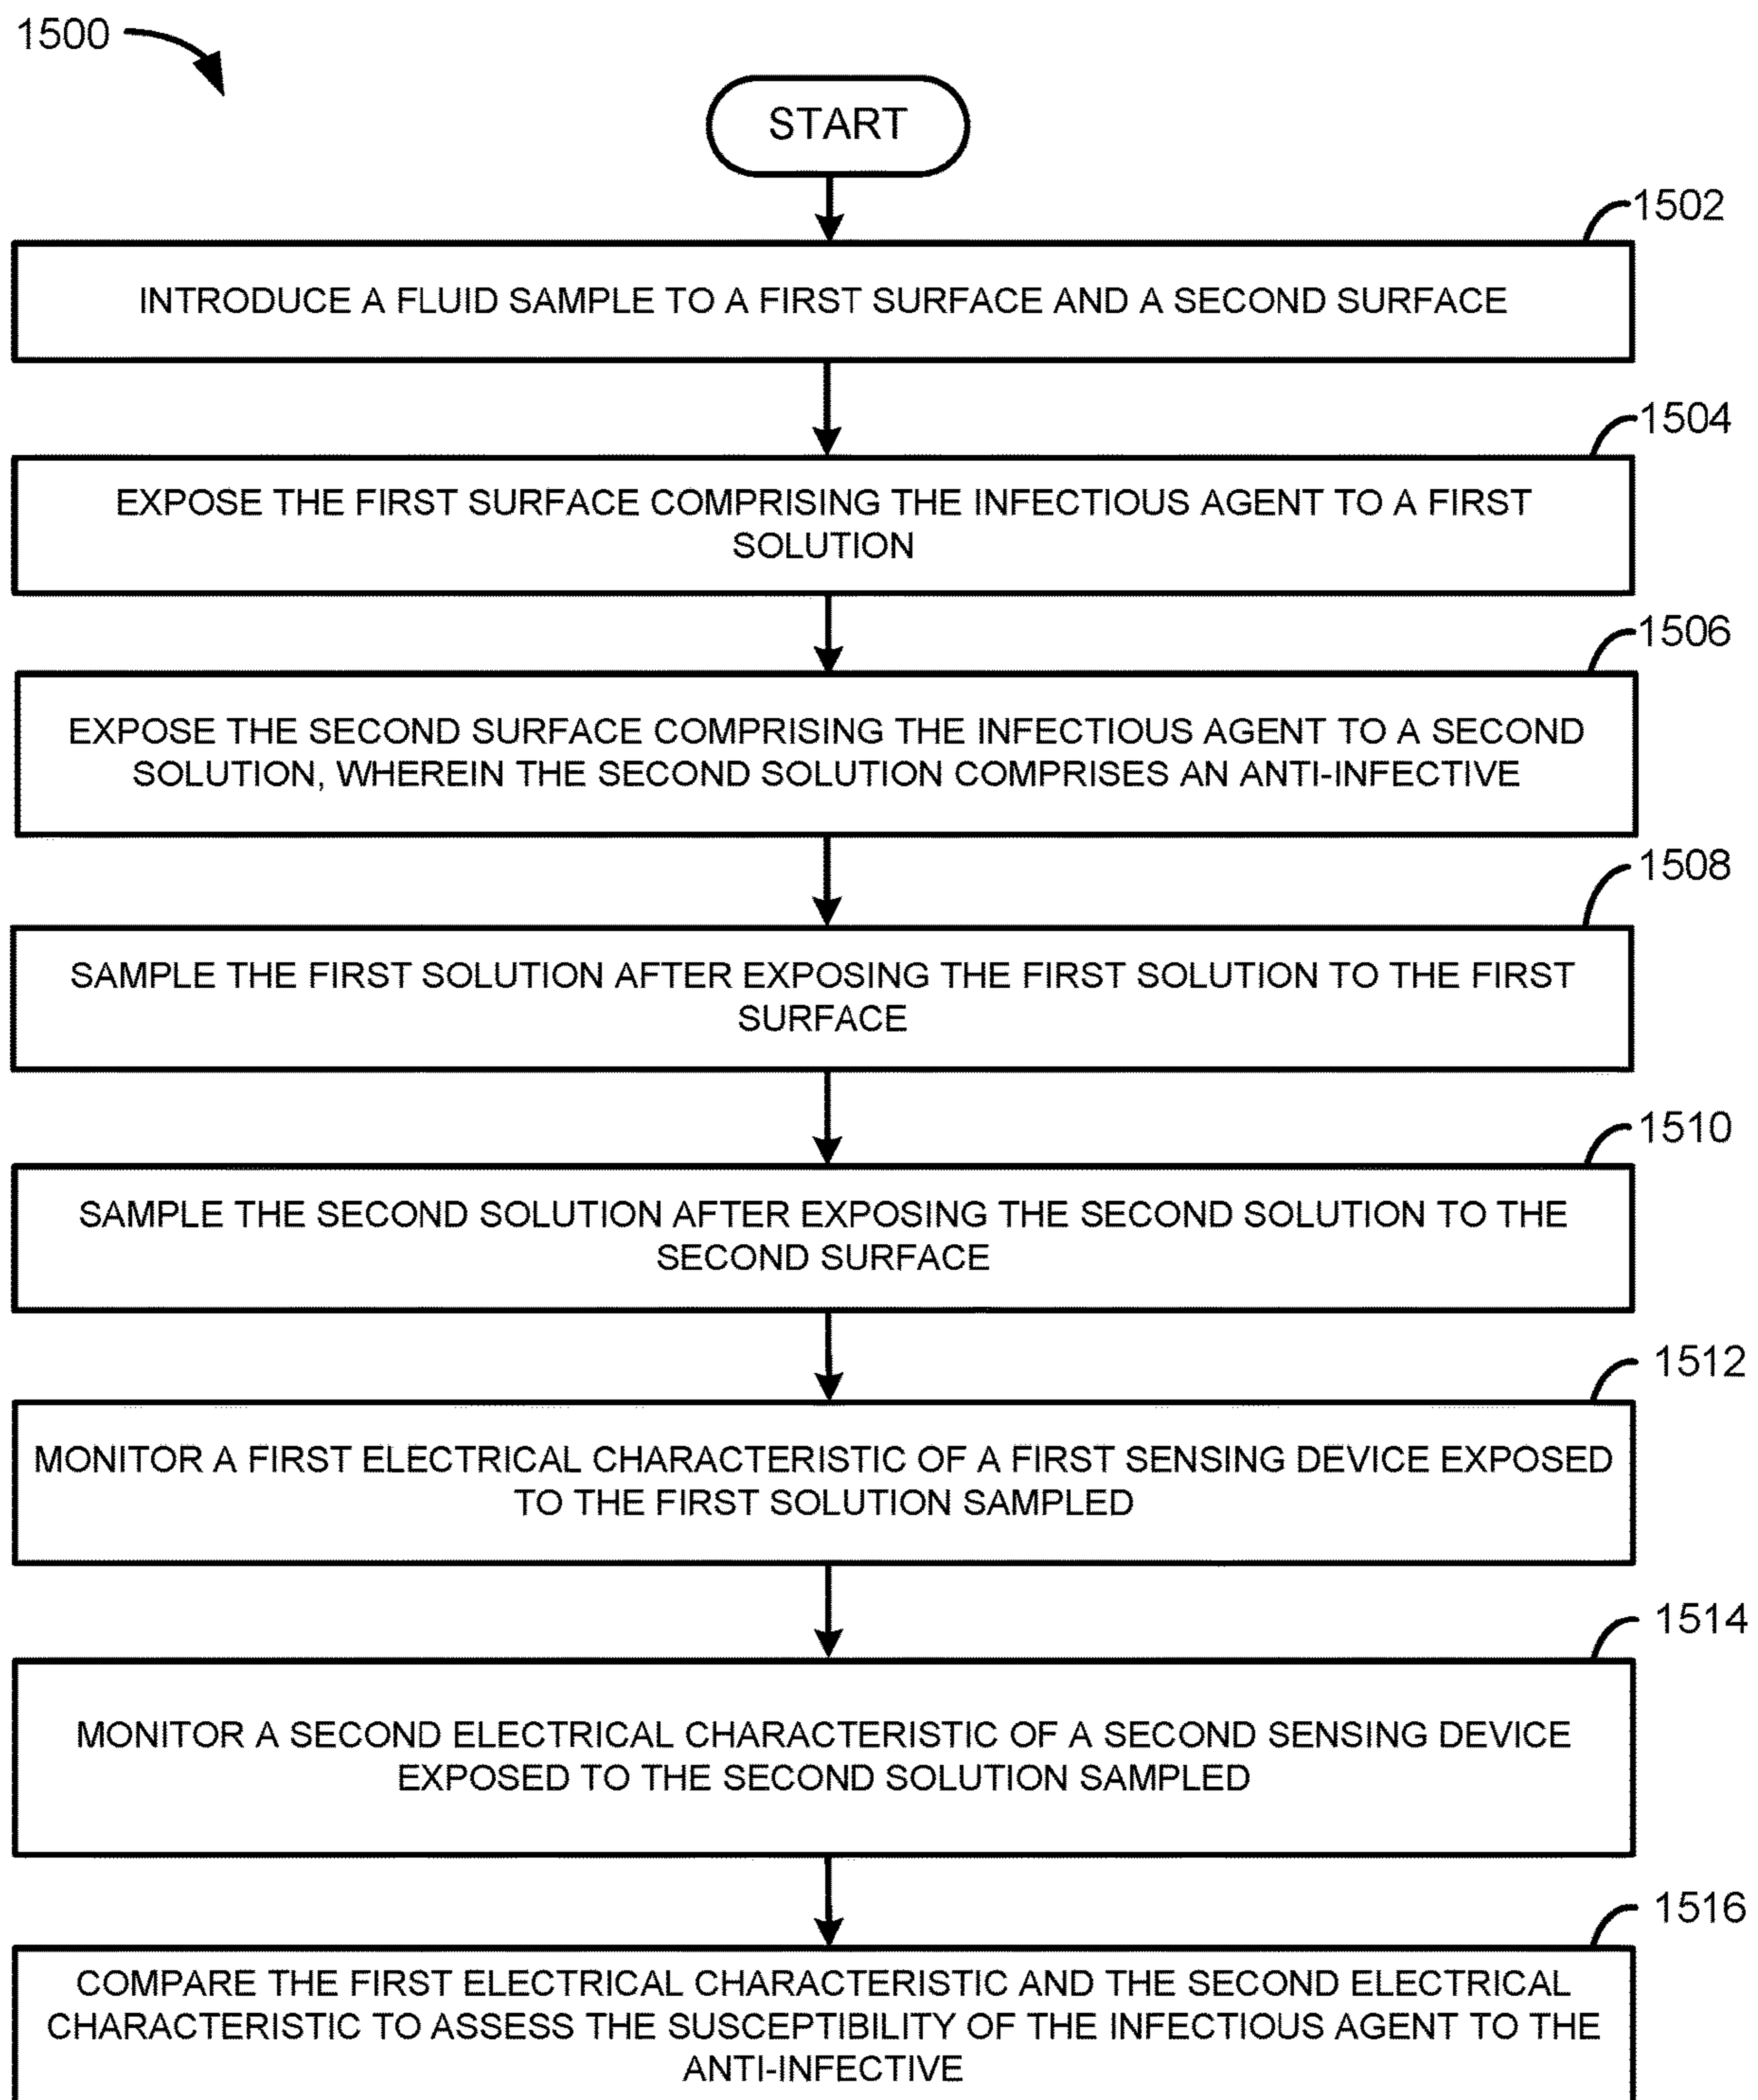 1500
START
1502
INTRODUCE A FLUID SAMPLE TO A FIRST SURFACE AND A SECOND SURFACE
1504
EXPOSE THE FIRST SURFACE COMPRISING THE INFECTIOUS AGENT TO A FIRST
SOLUTION
1506
EXPOSE THE SECOND SURFACE COMPRISING THE INFECTIOUS AGENT TO A SECOND
SOLUTION, WHEREIN THE SECOND SOLUTION COMPRISES AN ANTI-INFECTIVE
1508
SAMPLE THE FIRST SOLUTION AFTER EXPOSING THE FIRST SOLUTION TO THE FIRST
SURFACE
1510
SAMPLE THE SECOND SOLUTION AFTER EXPOSING THE SECOND SOLUTION TO THE
SECOND SURFACE
1512
MONITOR A FIRST ELECTRICAL CHARACTERISTIC OF A FIRST SENSING DEVICE EXPOSED
TO THE FIRST SOLUTION SAMPLED
1514
MONITOR A SECOND ELECTRICAL CHARACTERISTIC OF A SECOND SENSING DEVICE
EXPOSED TO THE SECOND SOLUTION SAMPLED
1516
COMPARE THE FIRST ELECTRICAL CHARACTERISTIC AND THE SECOND ELECTRICAL
CHARACTERISTIC TO ASSESS THE SUSCEPTIBILITY OF THE INFECTIOUS AGENT TO THE
ANTI-INFECTIVE